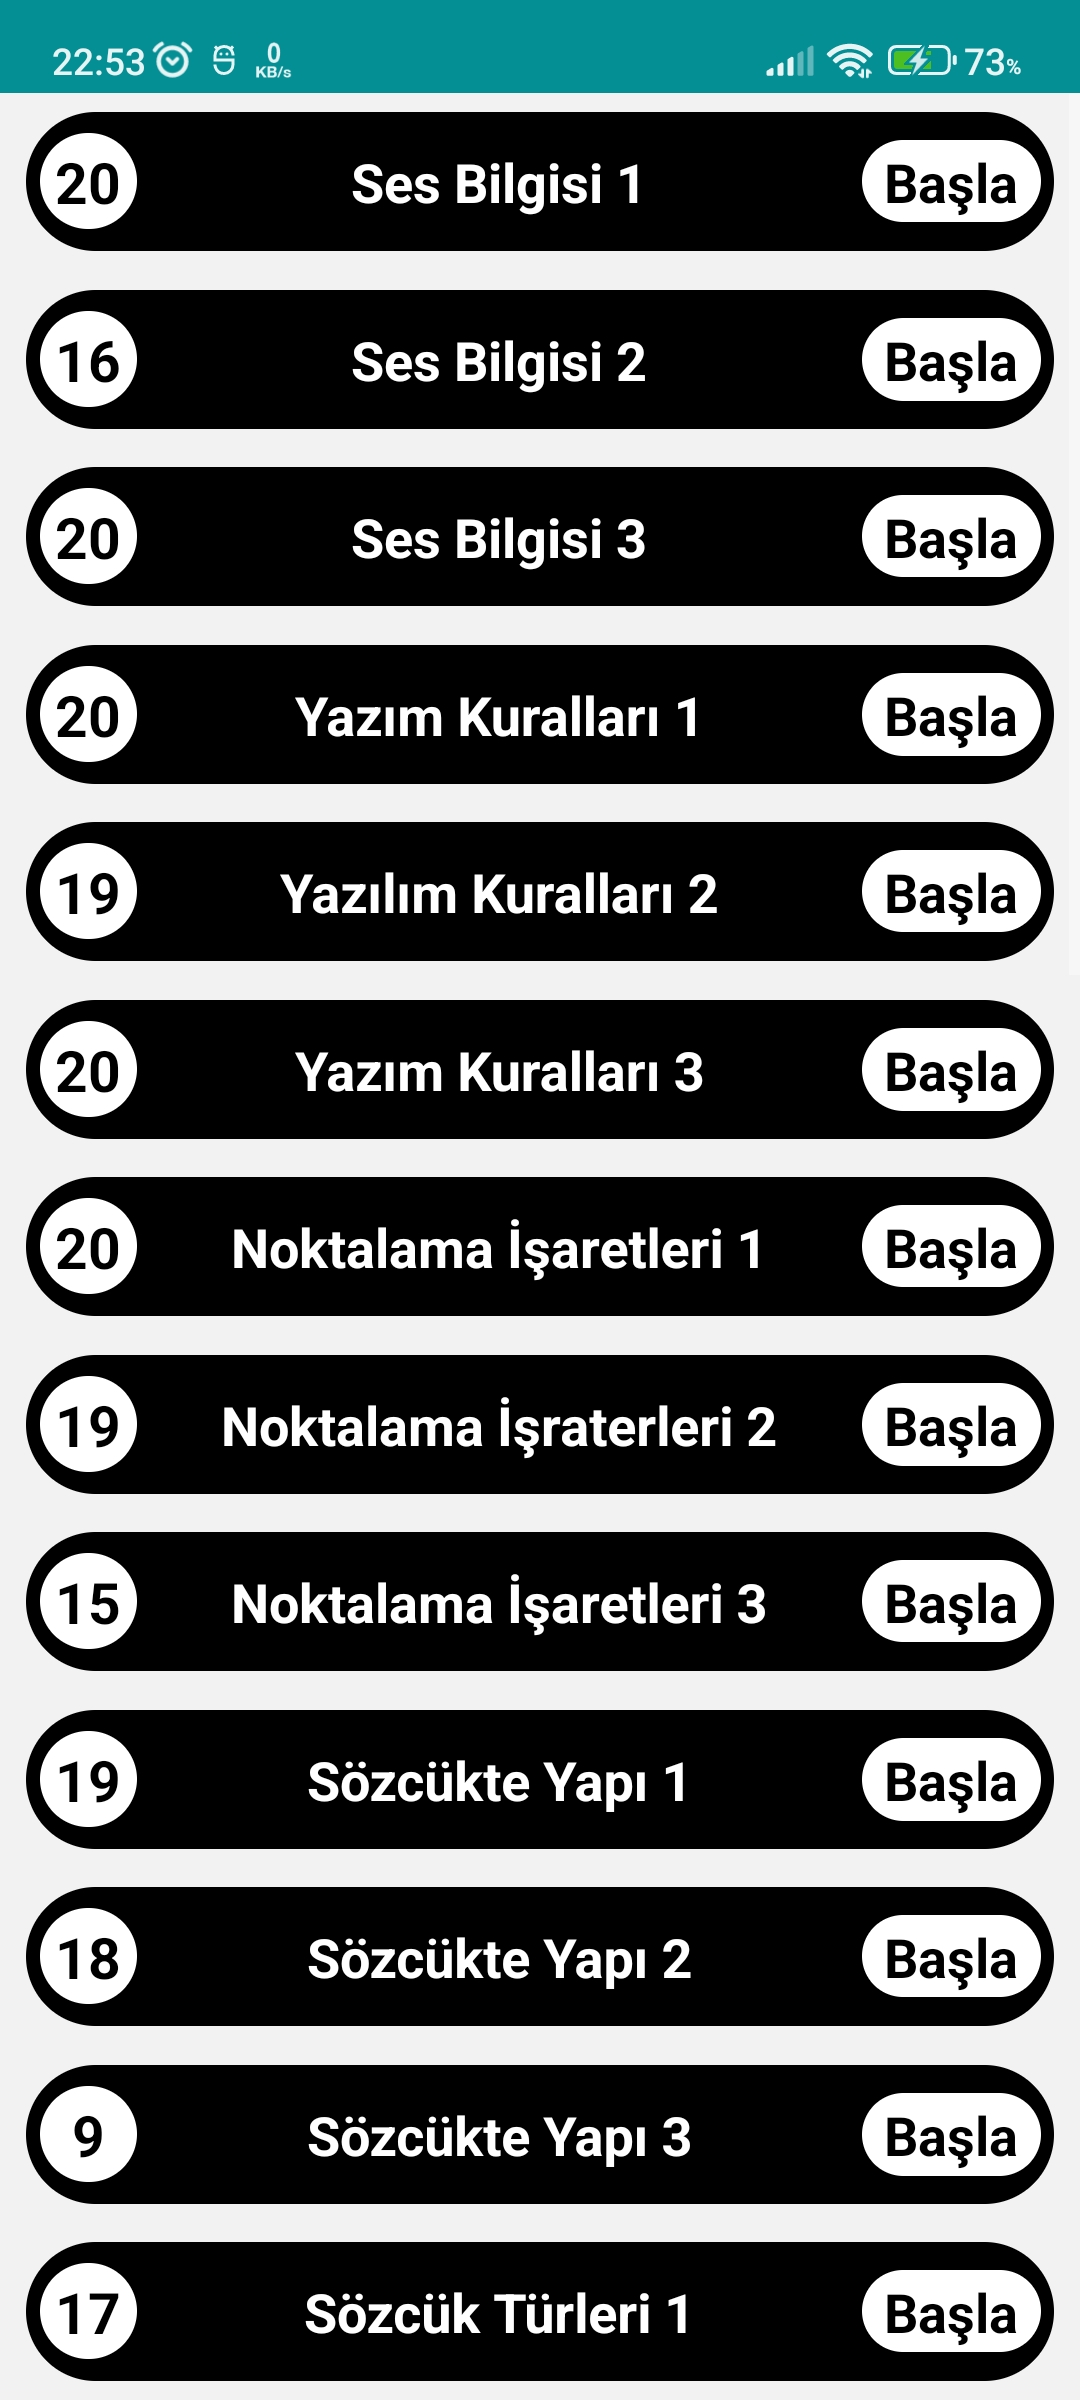 22:53 0 KB/s 73%
20 Ses Bilgisi 1 Başla
16 Ses Bilgisi 2 Başla
20 Ses Bilgisi 3 Başla
20 Yazım Kuralları 1 Başla
19 Yazılım Kuralları 2 Başla
20 Yazım Kuralları 3 Başla
20 Noktalama İşaretleri 1 Başla
19 Noktalama İşraterleri 2 Başla
15 Noktalama İşaretleri 3 Başla
19 Sözcükte Yapı 1 Başla
18 Sözcükte Yapı 2 Başla
9 Sözcükte Yapı 3 Başla
17 Sözcük Türleri 1 Başla